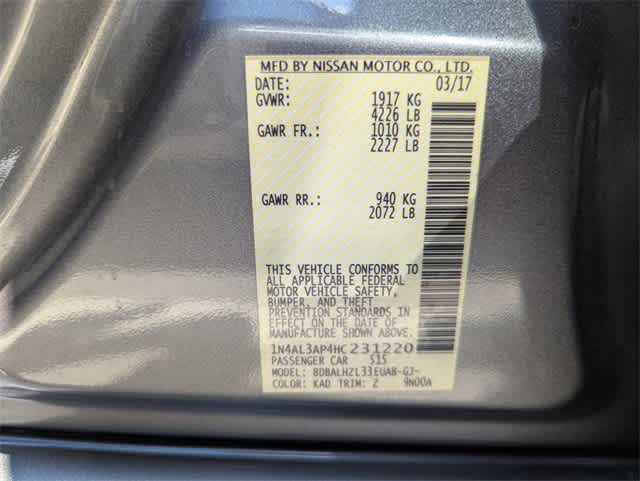 MFD BY NISSAN MOTOR CO., LTD.
DATE: 03/17
GVWR: 1917 KG
4226 LB
GAWR FR.: 1010 KG
2227 LB
GAWR RR.: 940 KG
2072 LB
THIS VEHICLE CONFORMS TO
ALL APPLICABLE FEDERAL
MOTOR VEHICLE SAFETY,
BUMPER, AND THEFT
PREVENTION STANDARDS IN
EFFECT ON THE DATE OF
MANUFACTURE SHOWN ABOVE.
1N4AL3AP4HC231220
PASSENGER CAR S15
MODEL: BDBALHZL33EUAB-GJ-
COLOR: KAD TRIM: Z 9N00A